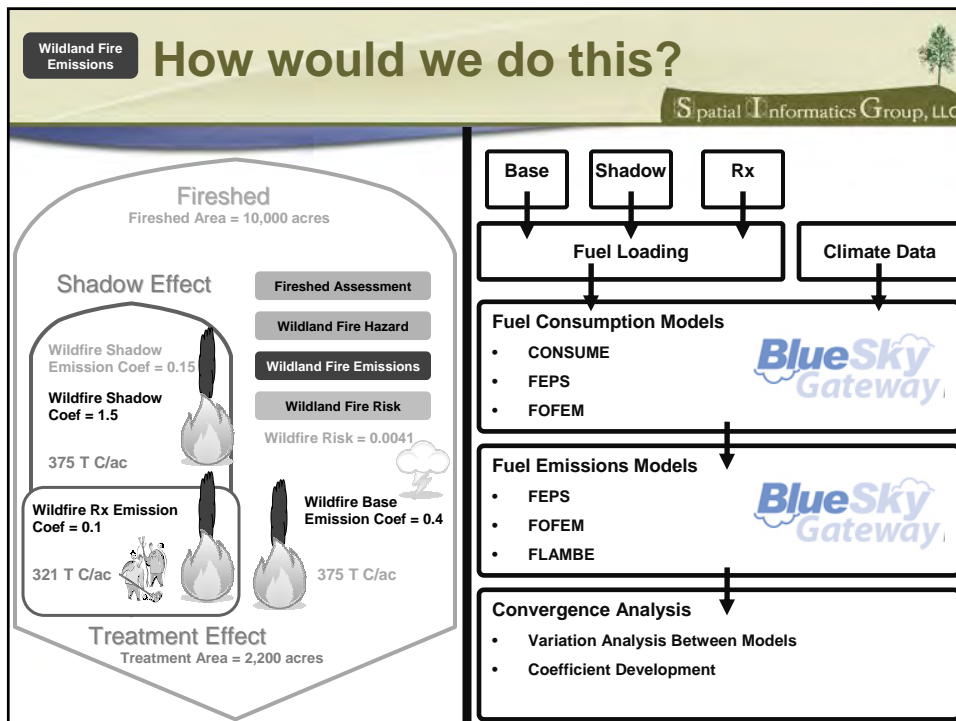 Wildland Fire
Emissions
How would we do this?
Spatial Informatics Group, LLC
Fireshed
Fireshed Area = 10,000 acres
Shadow Effect
Wildfire Shadow
Emission Coef = 0.15
Wildfire Shadow
Coef = 1.5
375 T C/ac
Wildfire Rx Emission
Coef = 0.1
321 T C/ac
Fireshed Assessment
Wildland Fire Hazard
Wildland Fire Emissions
Wildland Fire Risk
Wildfire Risk = 0.0041
Wildfire Base
Emission Coef = 0.4
375 T C/ac
Treatment Effect
Treatment Area = 2,200 acres
Base
Shadow
Rx
Fuel Loading
Climate Data
Fuel Consumption Models
• CONSUME
• FEPS
• FOFEM
BlueSky
Gateway
Fuel Emissions Models
• FEPS
• FOFEM
• FLAMBE
BlueSky
Gateway
Convergence Analysis
• Variation Analysis Between Models
• Coefficient Development